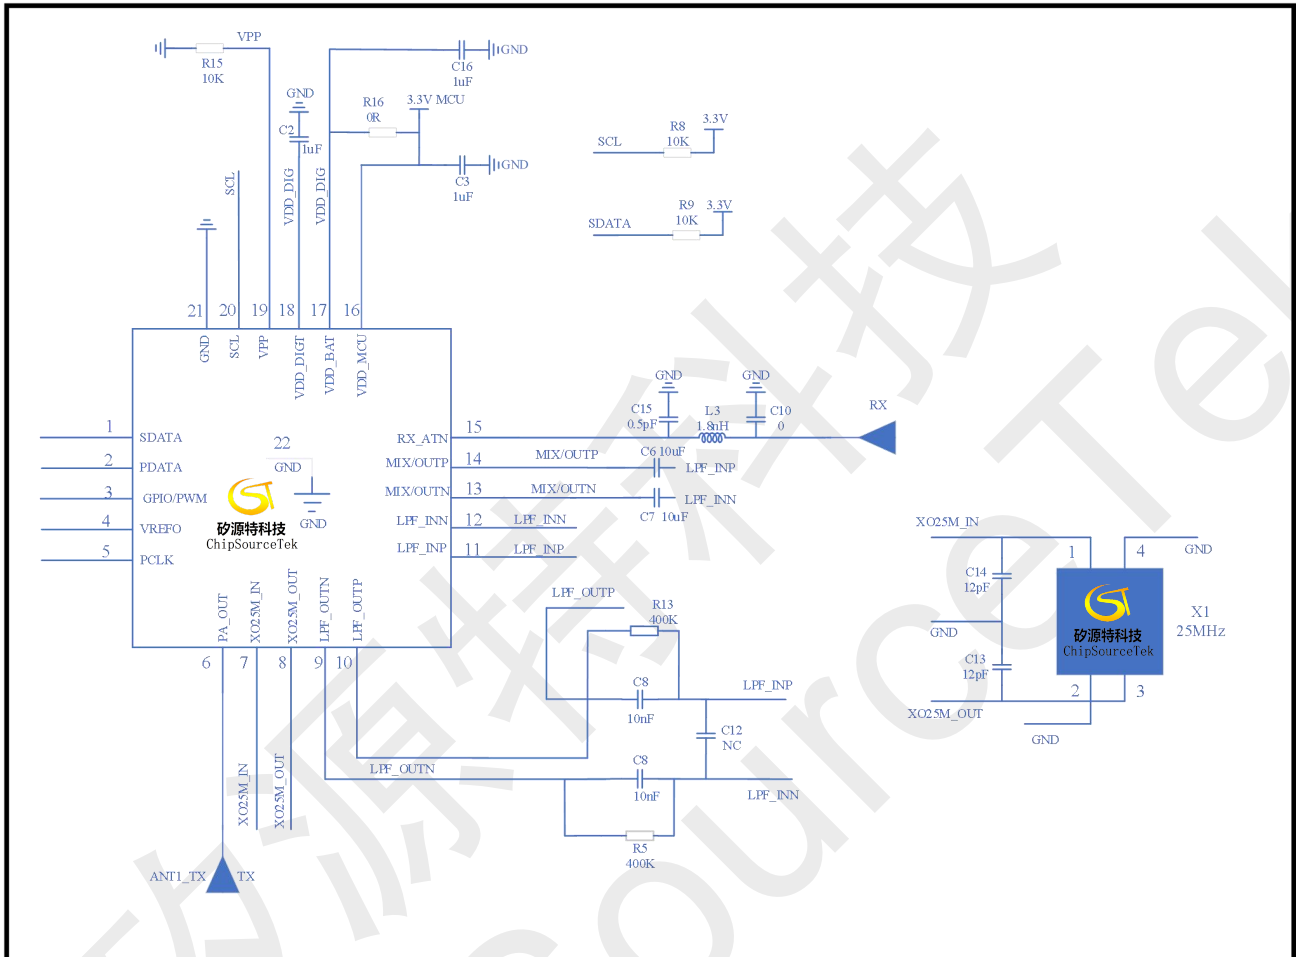 VPP
R15
10K
GND
C16
1uF
GND
R16
0R
3.3V MCU
C2
1uF
GND
C3
1uF
SCL
VDD_DIG
VDD_DIG
SCL
R8
10K
3.3V
SDATA
R9
10K
3.3V
21
20
19
18
17
16
GND
SCL
VPP
VDD_DIGT
VDD_BAT
VDD_MCU
1
SDATA
2
PDATA
3
GPIO/PWM
4
VREFO
5
PCLK
22
GND
GND
矽源特科技
ChipSourceTek
RX_ATN
15
MIX/OUTP
14
MIX/OUTN
13
LPF_INN
12
LPF_INP
11
GND
C15
0.5pF
L3
1.8nH
GND
C10
0
RX
MIX/OUTP
C6 10uF
LPF_INP
MIX/OUTN
C7 10uF
LPF_INN
LPF_INN
LPF_INP
PA_OUT
XO25M_IN
XO25M_OUT
LPF_OUTN
LPF_OUTP
6
7
8
9
10
XO25M_IN
XO25M_OUT
ANT1_TX
TX
LPF_OUTP
R13
400K
C8
10nF
LPF_INP
C12
NC
LPF_OUTN
C8
10nF
LPF_INN
R5
400K
XO25M_IN
1
4
GND
C14
12pF
GND
C13
12pF
XO25M_OUT
矽源特科技
ChipSourceTek
X1
25MHz
2
3
GND
矽源特科技
SourceTek